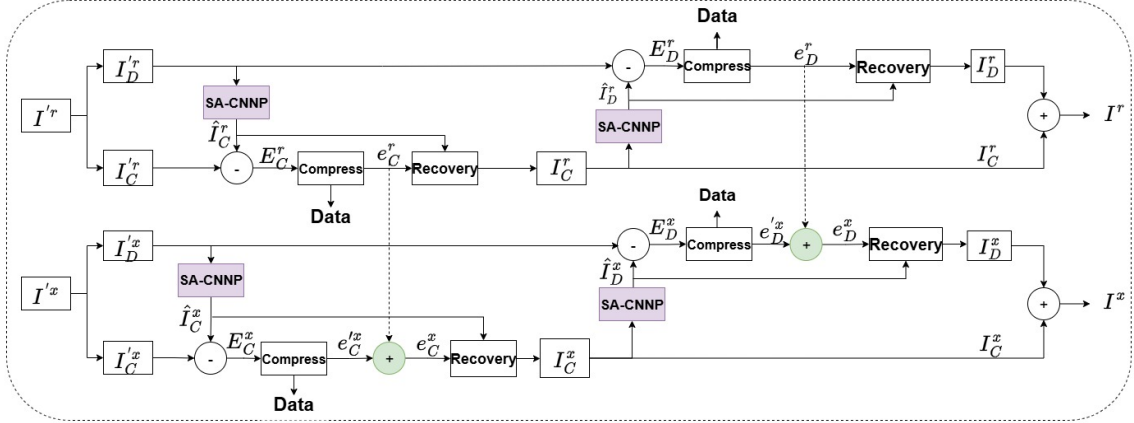 Data
I'^r_D
-
E^r_D
Compress
e^r_D
Recovery
I^r_D
SA-CNNP
Î^r_D
I'^r
Î^r_C
SA-CNNP
+
I^r
I'^r_C
-
E^r_C
Compress
e^r_C
Recovery
I^r_C
I^r_C
Data
Data
I'^x_D
-
E^x_D
Compress
e'^x_D
+
e^x_D
Recovery
I^x_D
SA-CNNP
Î^x_D
I'^x
SA-CNNP
+
I^x
Î^x_C
I'^x_C
-
E^x_C
Compress
e'^x_C
+
e^x_C
Recovery
I^x_C
I^x_C
Data